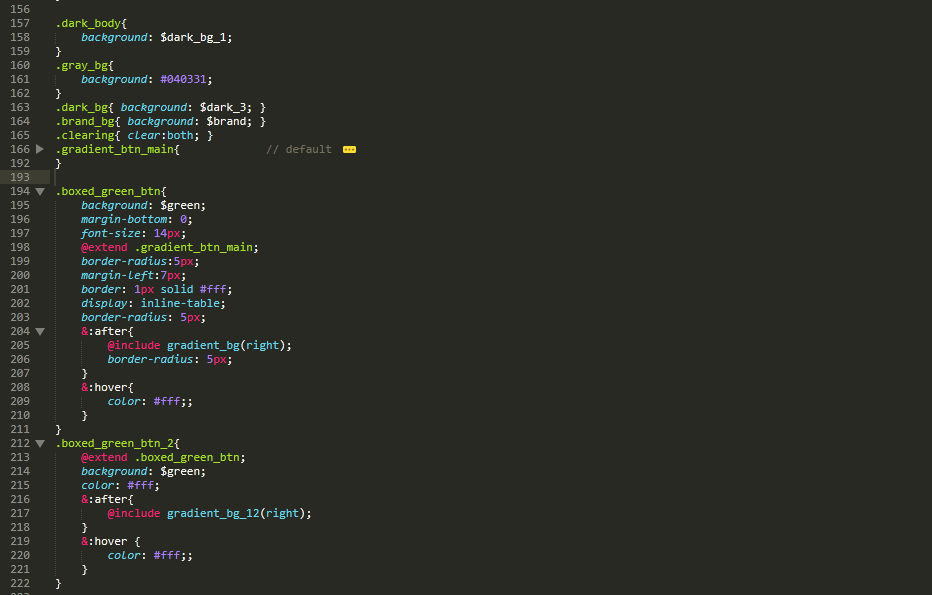 156
157 .dark_body{
158     background: $dark_bg_1;
159 }
160 .gray_bg{
161     background: #040331;
162 }
163 .dark_bg{ background: $dark_3; }
164 .brand_bg{ background: $brand; }
165 .clearing{ clear:both; }
166 .gradient_btn_main{             // default
192 }
193
194 .boxed_green_btn{
195     background: $green;
196     margin-bottom: 0;
197     font-size: 14px;
198     @extend .gradient_btn_main;
199     border-radius:5px;
200     margin-left:7px;
201     border: 1px solid #fff;
202     display: inline-table;
203     border-radius: 5px;
204     &:after{
205         @include gradient_bg(right);
206         border-radius: 5px;
207     }
208     &:hover{
209         color: #fff;;
210     }
211 }
212 .boxed_green_btn_2{
213     @extend .boxed_green_btn;
214     background: $green;
215     color: #fff;
216     &:after{
217         @include gradient_bg_12(right);
218     }
219     &:hover {
220         color: #fff;;
221     }
222 }